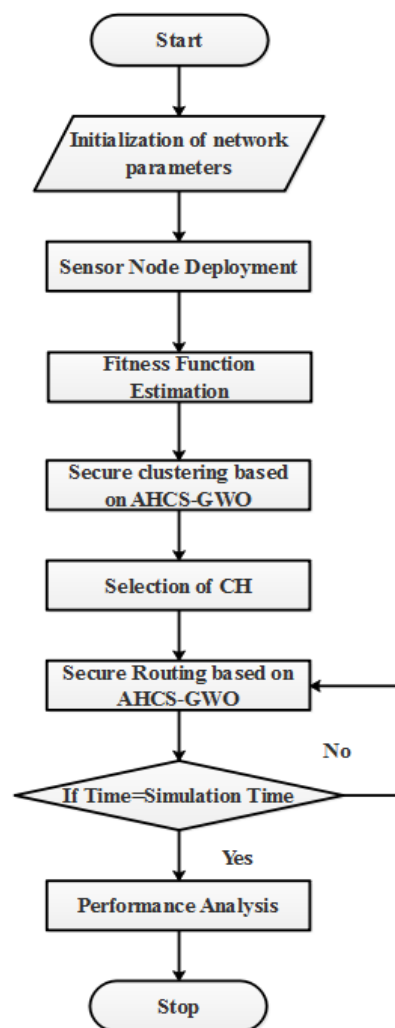 Start
Initialization of network
parameters
Sensor Node Deployment
Fitness Function
Estimation
Secure clustering based
on AHCS-GWO
Selection of CH
Secure Routing based on
AHCS-GWO
No
If Time=Simulation Time
Yes
Performance Analysis
Stop